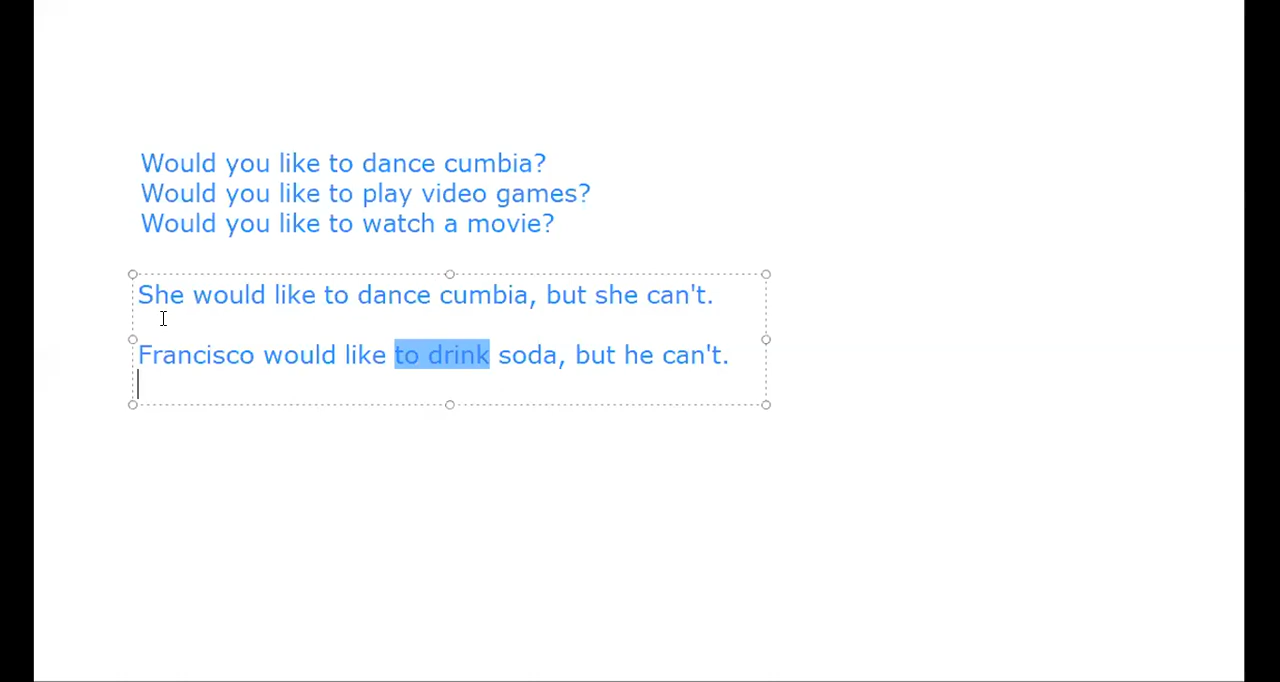 Would you like to dance cumbia?
Would you like to play video games?
Would you like to watch a movie?
She would like to dance cumbia, but she can't.
Francisco would like to drink soda, but he can't.